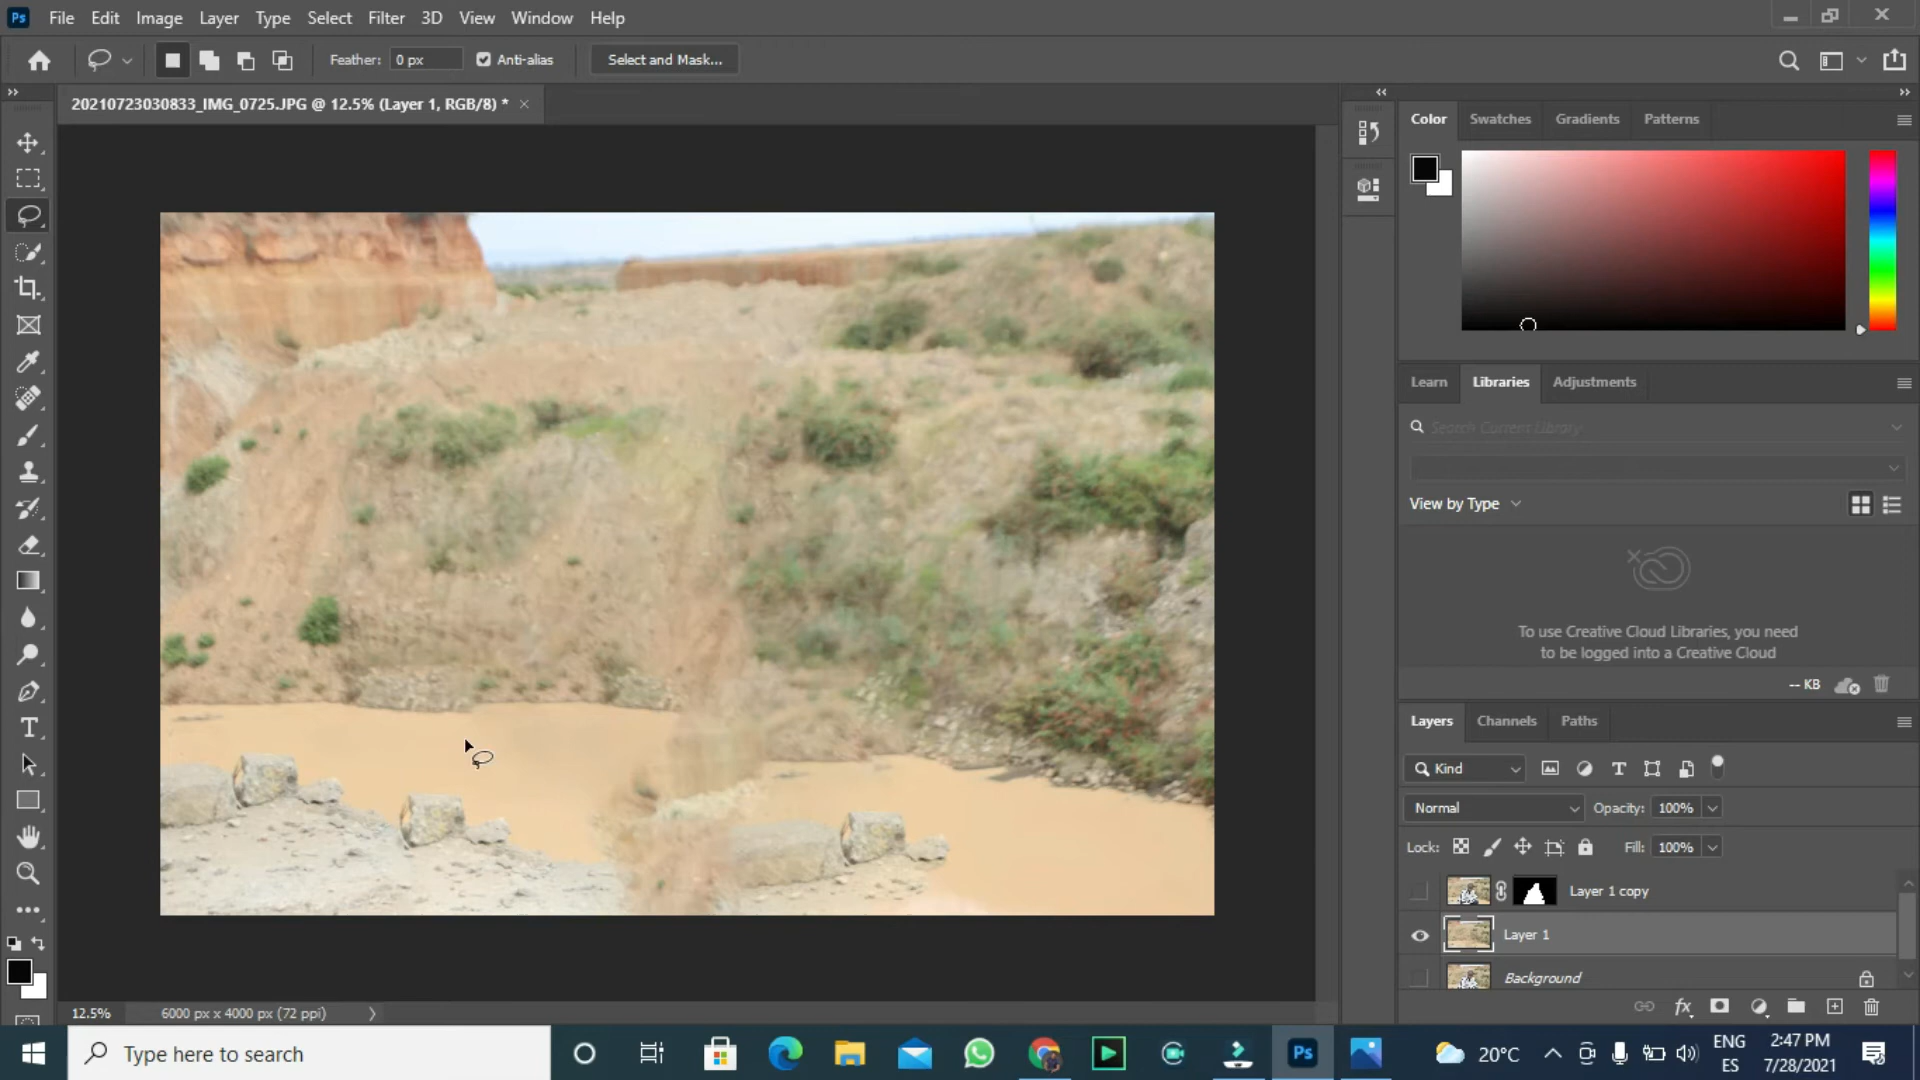 Ps File Edit Image Layer Type Select Filter 3D View Window Help
Feather: 0 px Anti-alias Select and Mask...
20210723030833_IMG_0725.JPG @ 12.5% (Layer 1, RGB/8) *
Color Swatches Gradients Patterns
Learn Libraries Adjustments
Search Current Library
View by Type
To use Creative Cloud Libraries, you need
to be logged into a Creative Cloud
-- KB
Layers Channels Paths
Kind
Normal Opacity: 100%
Lock: Fill: 100%
Layer 1 copy
Layer 1
Background
12.5% 6000 px x 4000 px (72 ppi)
Type here to search
Ps
20°C
ENG
ES
2:47 PM
7/28/2021